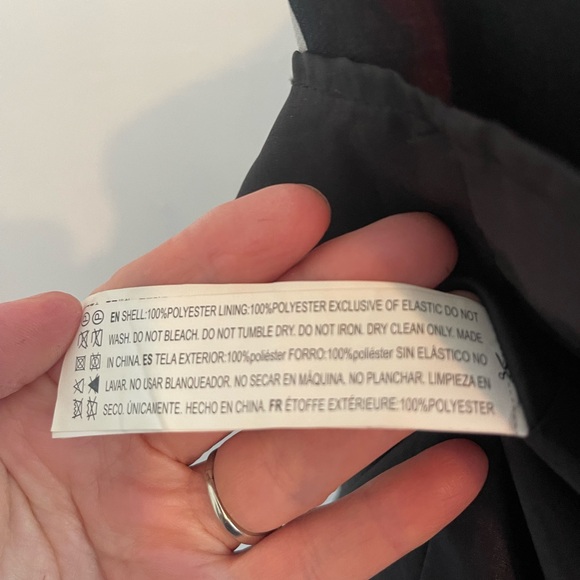 EN SHELL:100%POLYESTER LINING:100%POLYESTER EXCLUSIVE OF ELASTIC DO NOT
WASH. DO NOT BLEACH. DO NOT TUMBLE DRY. DO NOT IRON. DRY CLEAN ONLY. MADE
IN CHINA. ES TELA EXTERIOR:100%poliéster FORRO:100%poliéster SIN ELÁSTICO NO
LAVAR. NO USAR BLANQUEADOR. NO SECAR EN MÁQUINA. NO PLANCHAR. LIMPIEZA EN
SECO. ÚNICAMENTE. HECHO EN CHINA. FR ÉTOFFE EXTÉRIEURE:100%POLYESTER